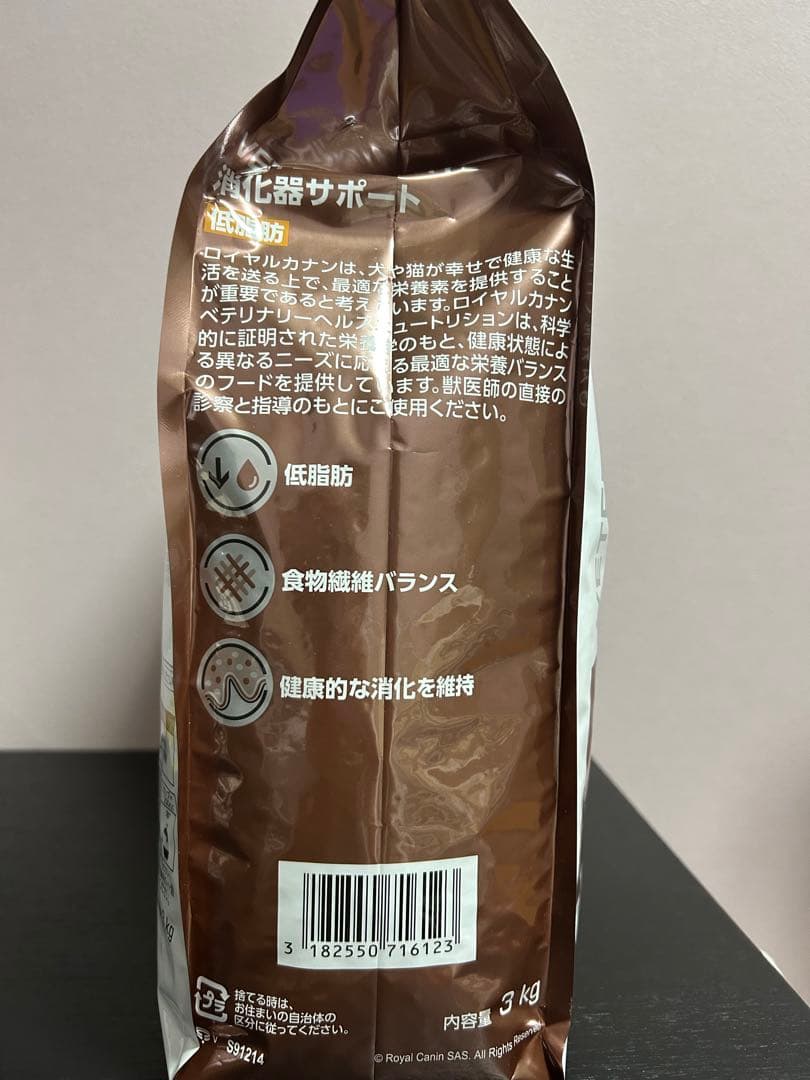 消化器サポート
低脂肪
ロイヤルカナンは、犬や猫が幸せで健康な生
活を送る上で、最適な栄養素を提供すること
が重要であると考えています。ロイヤルカナン
ベテリナリーヘルスニュートリションは、科学
的に証明された栄養学のもと、健康状態によ
る異なるニーズに応える最適な栄養バランス
のフードを提供しています。獣医師の直接の
診察と指導のもとにご使用ください。
低脂肪
食物繊維バランス
健康的な消化を維持
3 182550 716123
プラ
捨てる時は、
お住まいの自治体の
区分に従ってください。
内容量 3 kg
V S91214
© Royal Canin SAS. All Rights Reserved.